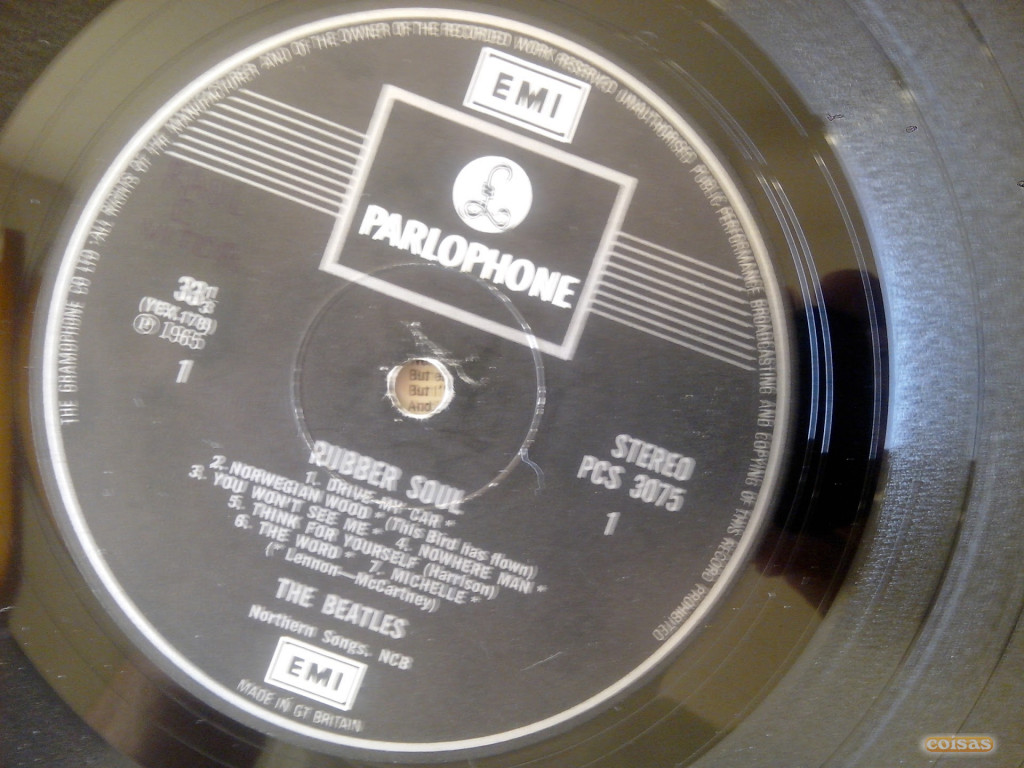 THE GRAMOPHONE CO LTD · ALL RIGHTS OF THE MANUFACTURER AND OF THE OWNER OF THE RECORDED WORK RESERVED UNAUTHORISED PUBLIC PERFORMANCE BROADCASTING AND COPYING OF THIS RECORD PROHIBITED
EMI
PARLOPHONE
(YEX.178)
℗ 1965
1
STEREO
PCS 3075
1
But
But I
And
RUBBER SOUL
1. DRIVE MY CAR "
2. NORWEGIAN WOOD " (This Bird has flown)
3. YOU WON'T SEE ME " 4. NOWHERE MAN "
5. THINK FOR YOURSELF (Harrison)
6. THE WORD " 7. MICHELLE "
(" Lennon—Mccartney)
THE BEATLES
Northern Songs. NCB
EMI
MADE IN GT BRITAIN
coisas